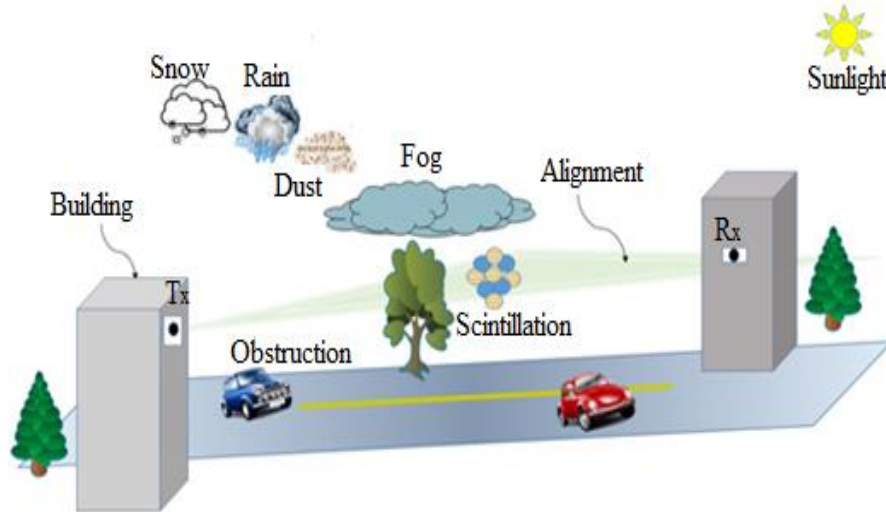 Snow
Rain
Sunlight
Dust
Fog
Alignment
Building
Rx
Tx
Scintillation
Obstruction